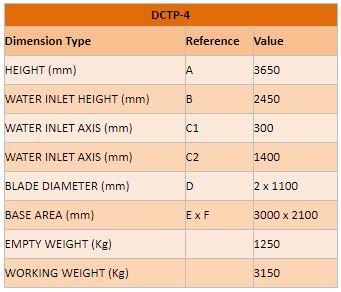 DCTP-4
Dimension Type Reference Value
HEIGHT (mm) A 3650
WATER INLET HEIGHT (mm) B 2450
WATER INLET AXIS (mm) C1 300
WATER INLET AXIS (mm) C2 1400
BLADE DIAMETER (mm) D 2 x 1100
BASE AREA (mm) E x F 3000 x 2100
EMPTY WEIGHT (Kg) 1250
WORKING WEIGHT (Kg) 3150